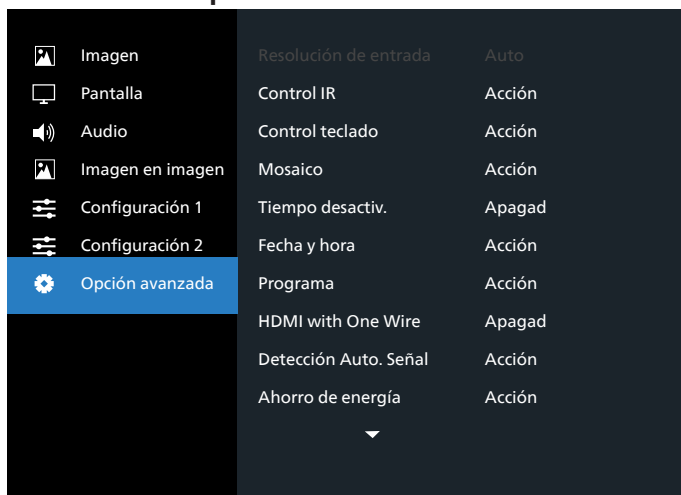 Imagen
Pantalla
Audio
Imagen en imagen
Configuración 1
Configuración 2
Opción avanzada
Resolución de entrada Auto
Control IR Acción
Control teclado Acción
Mosaico Acción
Tiempo desactiv. Apagad
Fecha y hora Acción
Programa Acción
HDMI with One Wire Apagad
Detección Auto. Señal Acción
Ahorro de energía Acción